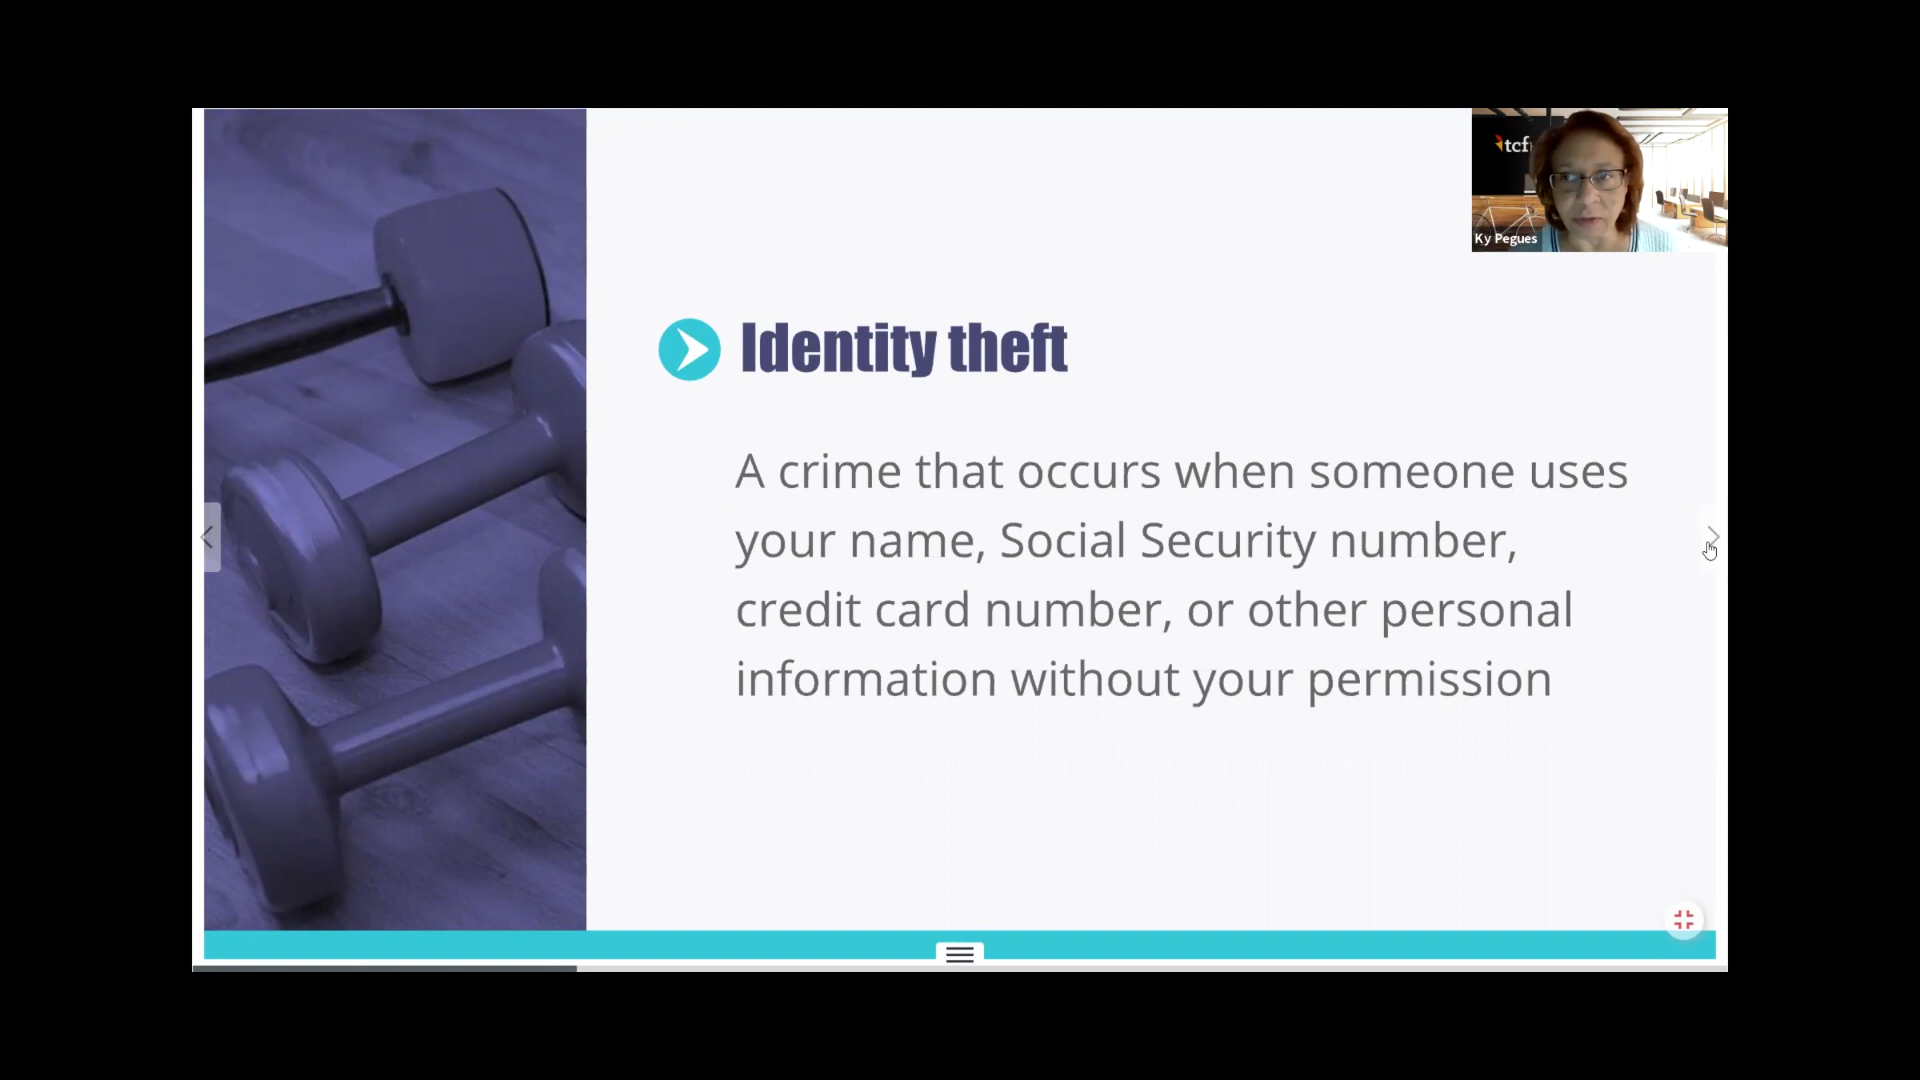 tcf
Ky Pegues
Identity theft
A crime that occurs when someone uses
your name, Social Security number,
credit card number, or other personal
information without your permission